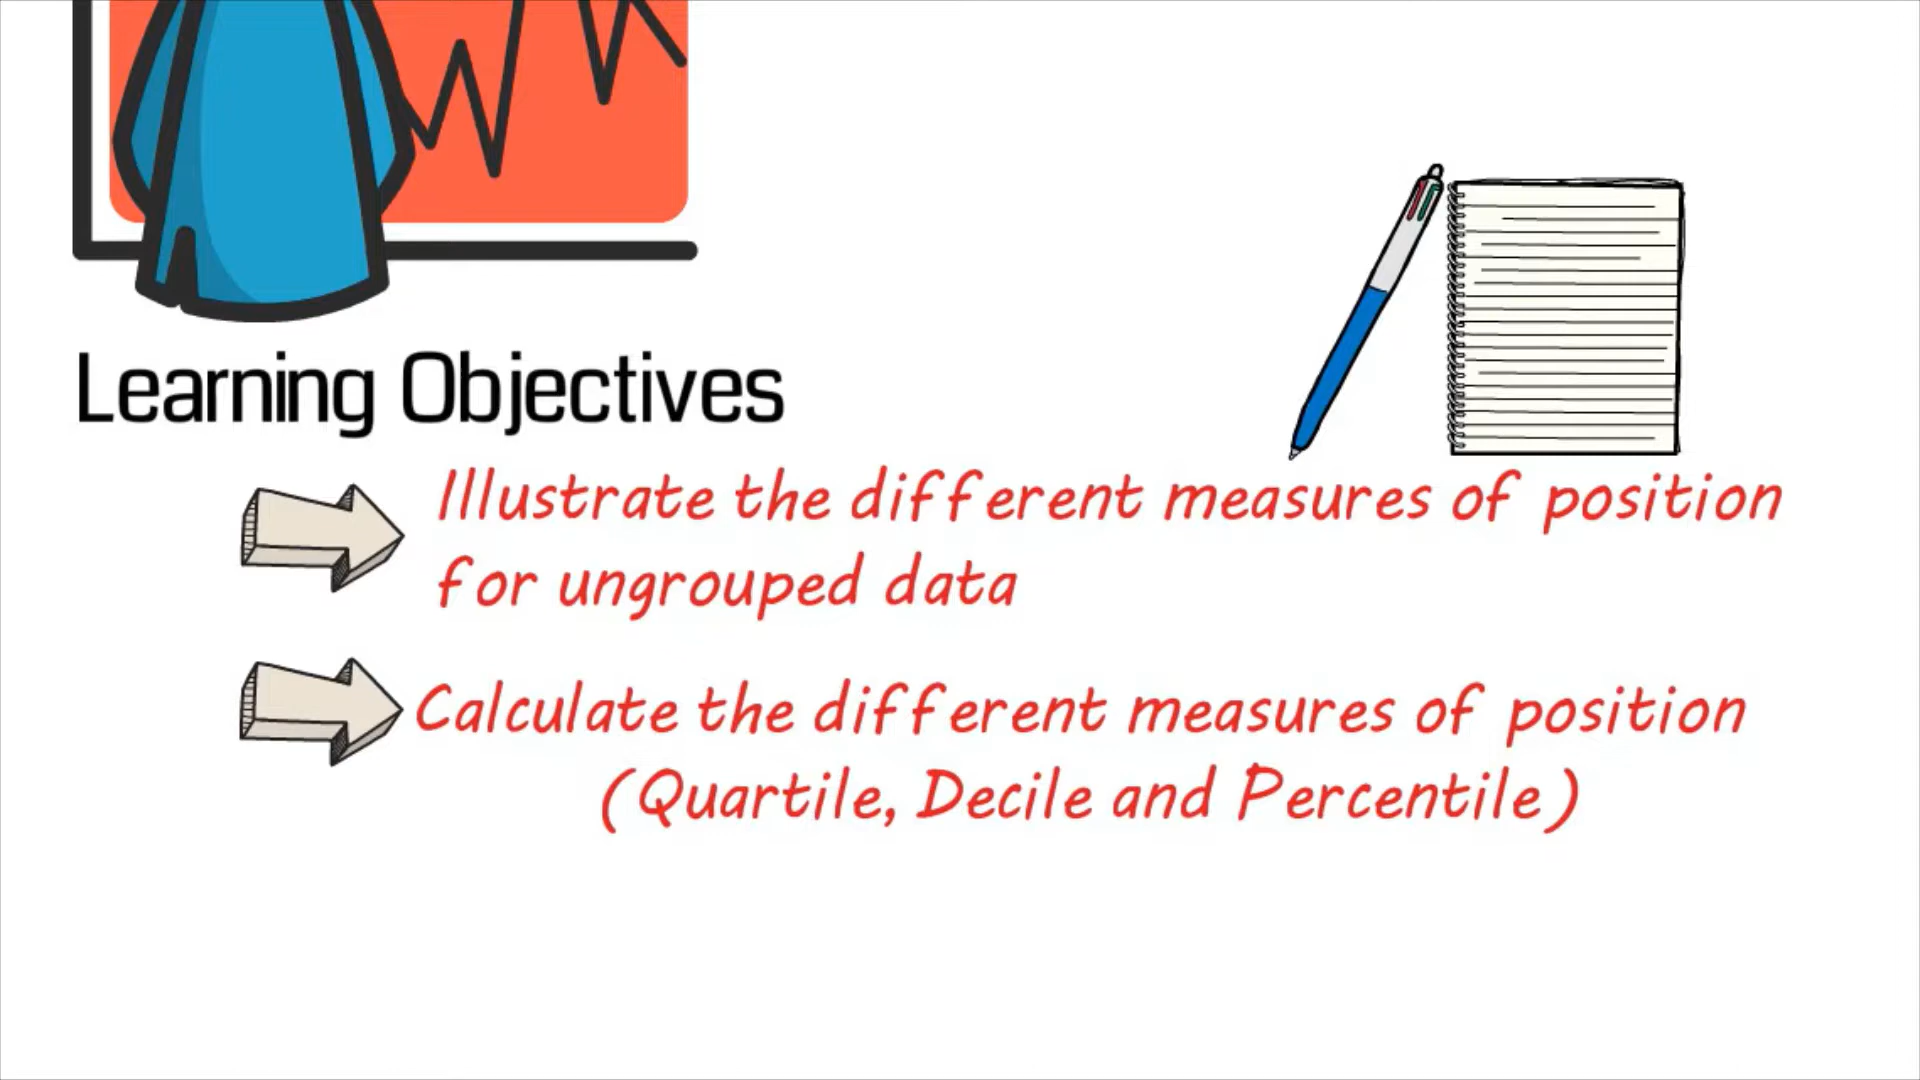 Learning Objectives
Illustrate the different measures of position
for ungrouped data
Calculate the different measures of position
(Quartile, Decile and Percentile)